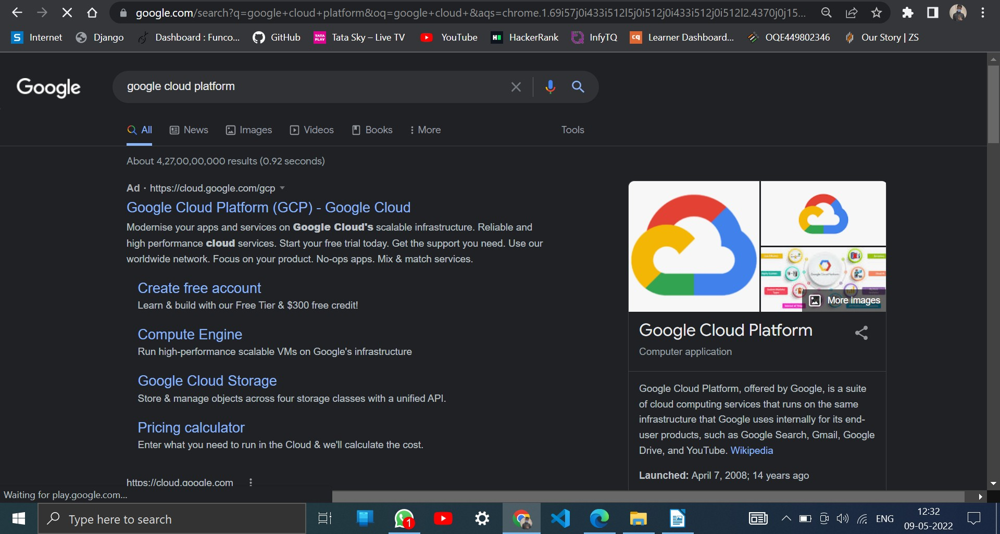 google.com/search?q=google+cloud+platform&oq=google+cloud+&aqs=chrome.1.69i57j0i433i512l5j0i512j0i433i512j0i512l2.4370j0j15...
Internet Django Dashboard : Funco... GitHub Tata Sky – Live TV YouTube HackerRank InfyTQ Learner Dashboard... OQE449802346 Our Story | ZS
Google
google cloud platform
All News Images Videos Books More Tools
About 4,27,00,00,000 results (0.92 seconds)
Ad · https://cloud.google.com/gcp
Google Cloud Platform (GCP) - Google Cloud
Modernise your apps and services on Google Cloud's scalable infrastructure. Reliable and
high performance cloud services. Start your free trial today. Get the support you need. Use our
worldwide network. Focus on your product. No-ops apps. Mix & match services.
Create free account
Learn & build with our Free Tier & $300 free credit!
Compute Engine
Run high-performance scalable VMs on Google's infrastructure
Google Cloud Storage
Store & manage objects across four storage classes with a unified API.
Pricing calculator
Enter what you need to run in the Cloud & we'll calculate the cost.
https://cloud.google.com
More images
Google Cloud Platform
Computer application
Google Cloud Platform, offered by Google, is a suite
of cloud computing services that runs on the same
infrastructure that Google uses internally for its end-
user products, such as Google Search, Gmail, Google
Drive, and YouTube. Wikipedia
Launched: April 7, 2008; 14 years ago
Waiting for play.google.com...
Type here to search
1
ENG
12:32
09-05-2022